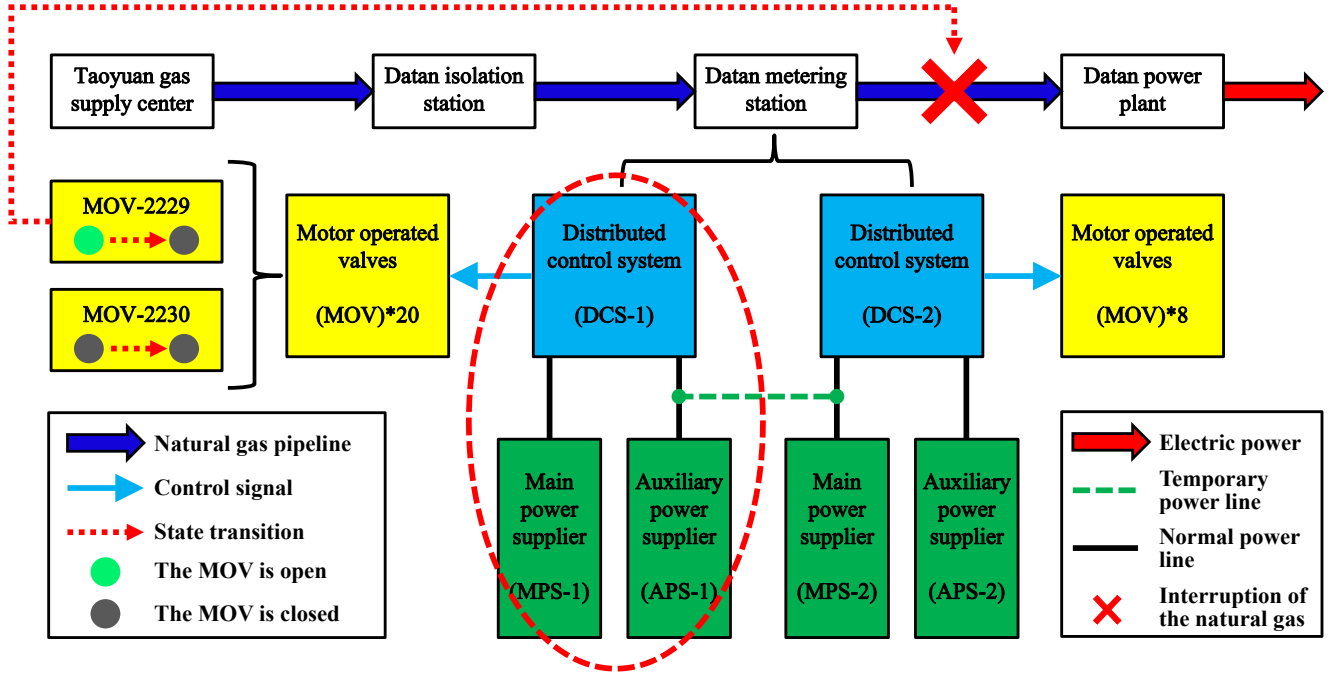 Taoyuan gas
supply center
Datan isolation
station
Datan metering
station
Datan power
plant
MOV-2229
MOV-2230
Motor operated
valves
(MOV)*20
Distributed
control system
(DCS-1)
Distributed
control system
(DCS-2)
Motor operated
valves
(MOV)*8
Main
power
supplier
(MPS-1)
Auxiliary
power
supplier
(APS-1)
Main
power
supplier
(MPS-2)
Auxiliary
power
supplier
(APS-2)
Natural gas pipeline
Control signal
State transition
The MOV is open
The MOV is closed
Electric power
Temporary
power line
Normal power
line
Interruption of
the natural gas